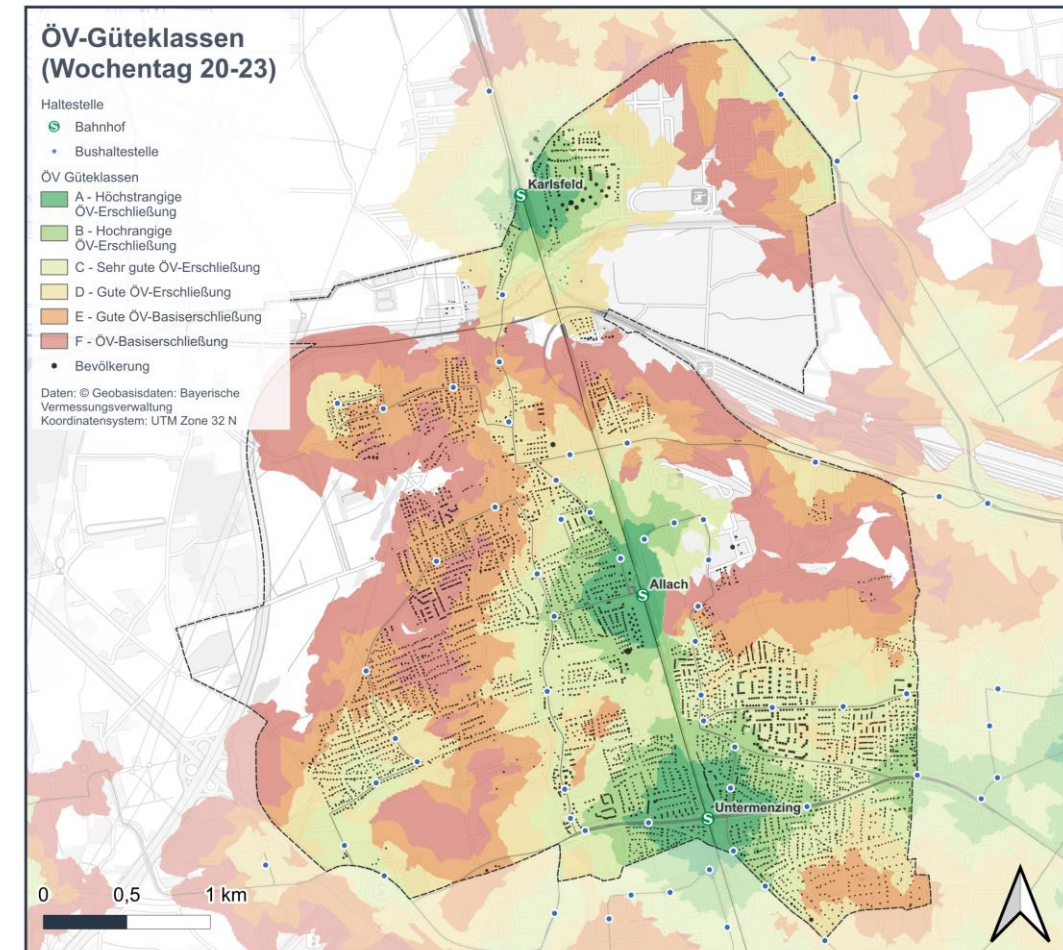 ÖV-Güteklassen
(Wochentag 20-23)
Haltestelle
S Bahnhof
Bushaltestelle
ÖV Güteklassen
A - Höchstrangige
ÖV-Erschließung
B - Hochrangige
ÖV-Erschließung
C - Sehr gute ÖV-Erschließung
D - Gute ÖV-Erschließung
E - Gute ÖV-Basiserschließung
F - ÖV-Basiserschließung
Bevölkerung
Daten: © Geobasisdaten: Bayerische
Vermessungsverwaltung
Koordinatensystem: UTM Zone 32 N
Karlsfeld
S
Allach
S
Untermenzing
S
0 0,5 1 km